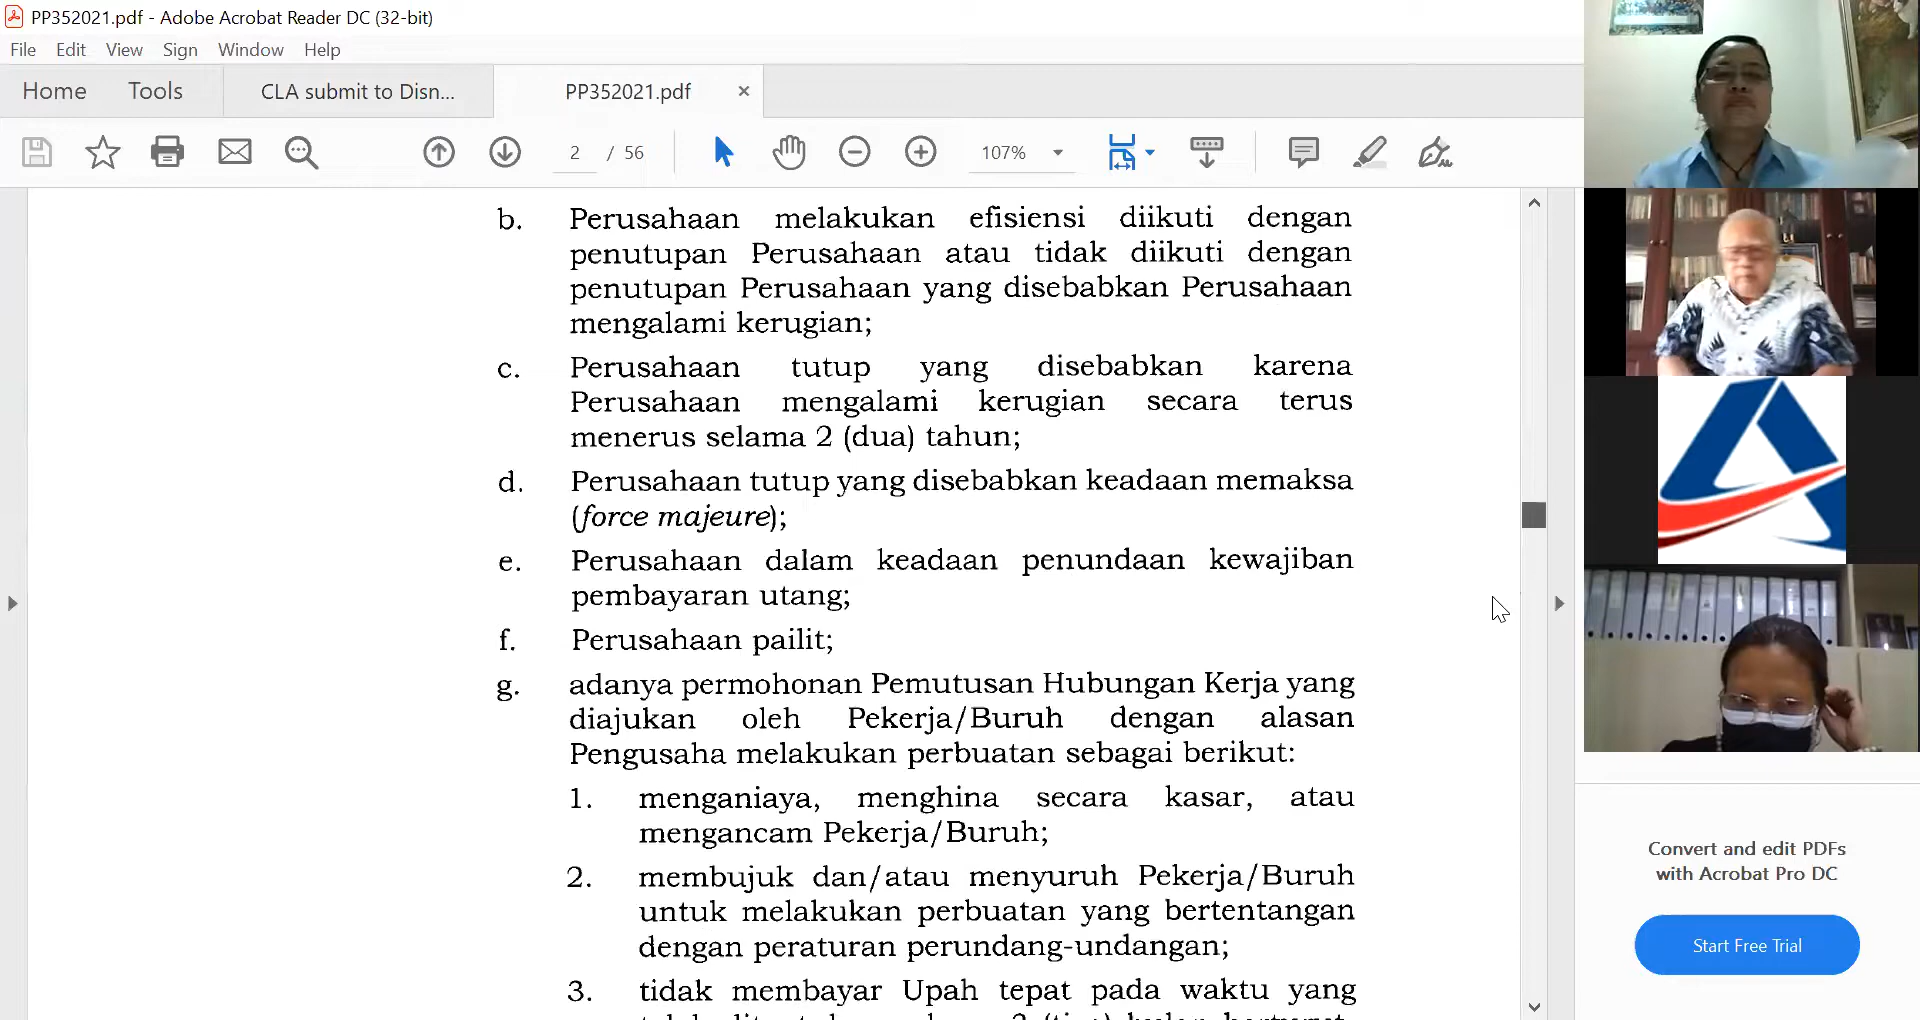 PP352021.pdf - Adobe Acrobat Reader DC (32-bit)
File Edit View Sign Window Help
Home Tools CLA submit to Disn... PP352021.pdf
2 / 56 107%
b. Perusahaan melakukan efisiensi diikuti dengan
penutupan Perusahaan atau tidak diikuti dengan
penutupan Perusahaan yang disebabkan Perusahaan
mengalami kerugian;
c. Perusahaan tutup yang disebabkan karena
Perusahaan mengalami kerugian secara terus
menerus selama 2 (dua) tahun;
d. Perusahaan tutup yang disebabkan keadaan memaksa
(force majeure);
e. Perusahaan dalam keadaan penundaan kewajiban
pembayaran utang;
f. Perusahaan pailit;
g. adanya permohonan Pemutusan Hubungan Kerja yang
diajukan oleh Pekerja/Buruh dengan alasan
Pengusaha melakukan perbuatan sebagai berikut:
1. menganiaya, menghina secara kasar, atau
mengancam Pekerja/Buruh;
2. membujuk dan/atau menyuruh Pekerja/Buruh
untuk melakukan perbuatan yang bertentangan
dengan peraturan perundang-undangan;
3. tidak membayar Upah tepat pada waktu yang
Convert and edit PDFs
with Acrobat Pro DC
Start Free Trial